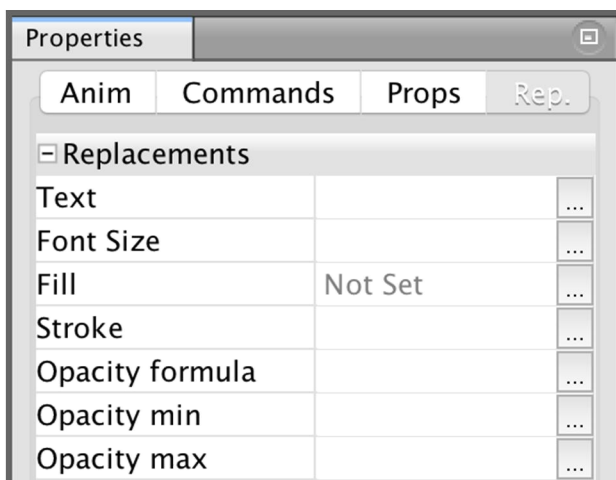 Properties
Anim Commands Props Rep.
Replacements
Text ...
Font Size ...
Fill Not Set ...
Stroke ...
Opacity formula ...
Opacity min ...
Opacity max ...